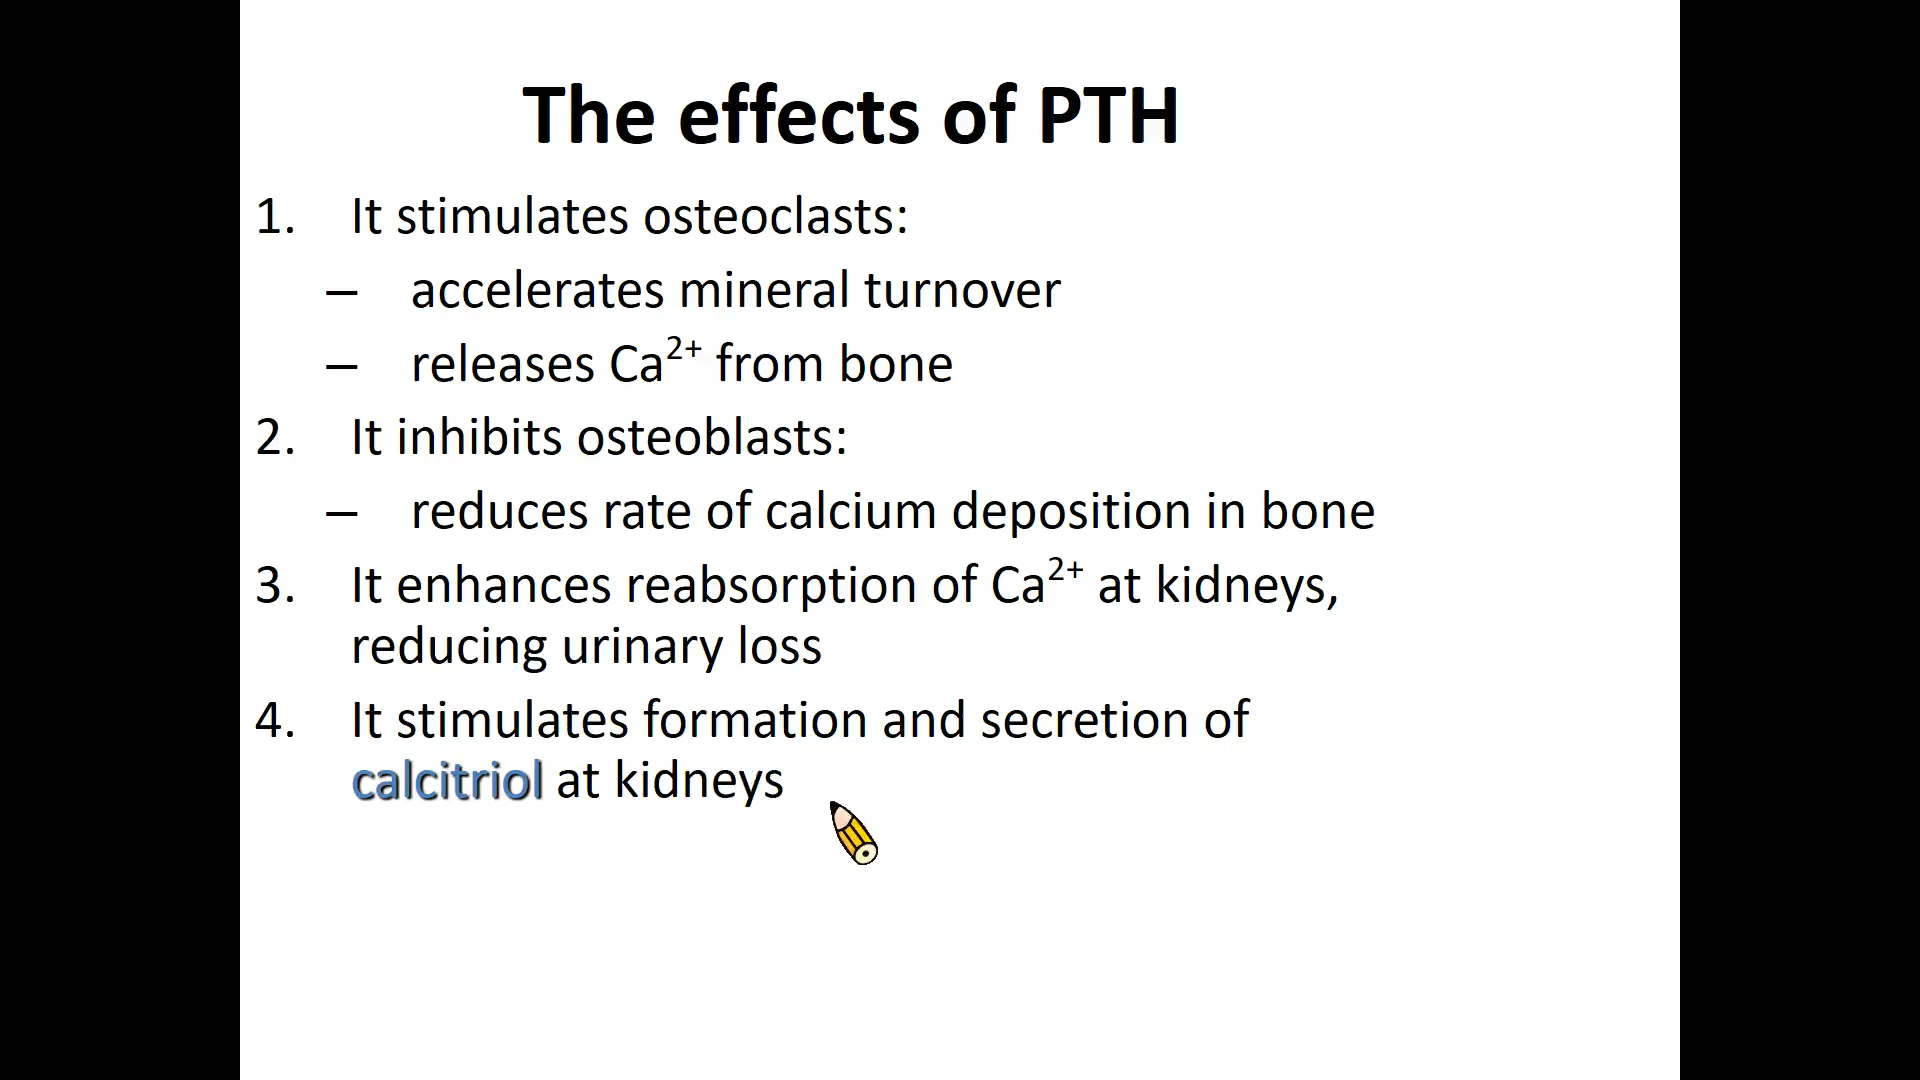 The effects of PTH
1. It stimulates osteoclasts:
– accelerates mineral turnover
– releases Ca²⁺ from bone
2. It inhibits osteoblasts:
– reduces rate of calcium deposition in bone
3. It enhances reabsorption of Ca²⁺ at kidneys,
reducing urinary loss
4. It stimulates formation and secretion of
calcitriol at kidneys